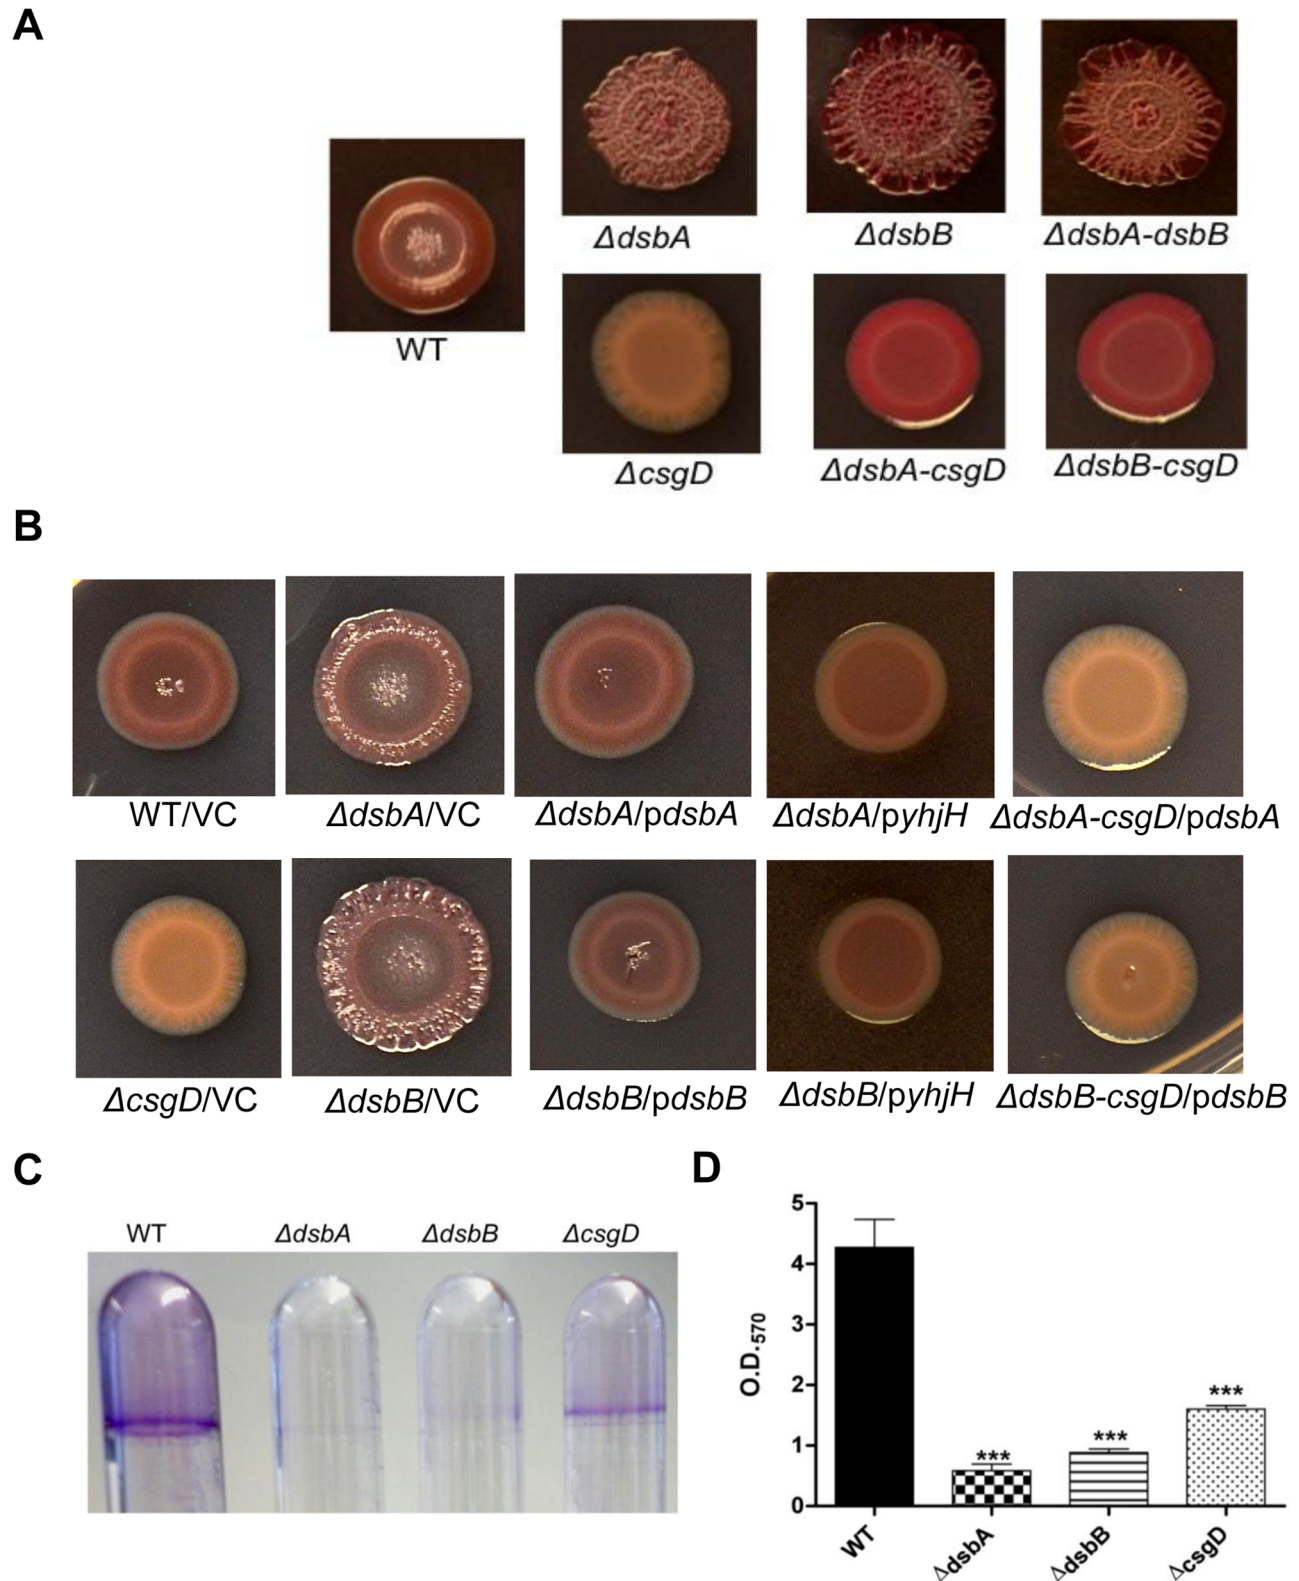 A
ΔdsbA ΔdsbB ΔdsbA-dsbB
WT
ΔcsgD ΔdsbA-csgD ΔdsbB-csgD
B
WT/VC ΔdsbA/VC ΔdsbA/pdsbA ΔdsbA/pyhjH ΔdsbA-csgD/pdsbA
ΔcsgD/VC ΔdsbB/VC ΔdsbB/pdsbB ΔdsbB/pyhjH ΔdsbB-csgD/pdsbB
C
WT ΔdsbA ΔdsbB ΔcsgD
D
5
4
3
2
1
0
O.D.570
***
***
***
WT
ΔdsbA
ΔdsbB
ΔcsgD